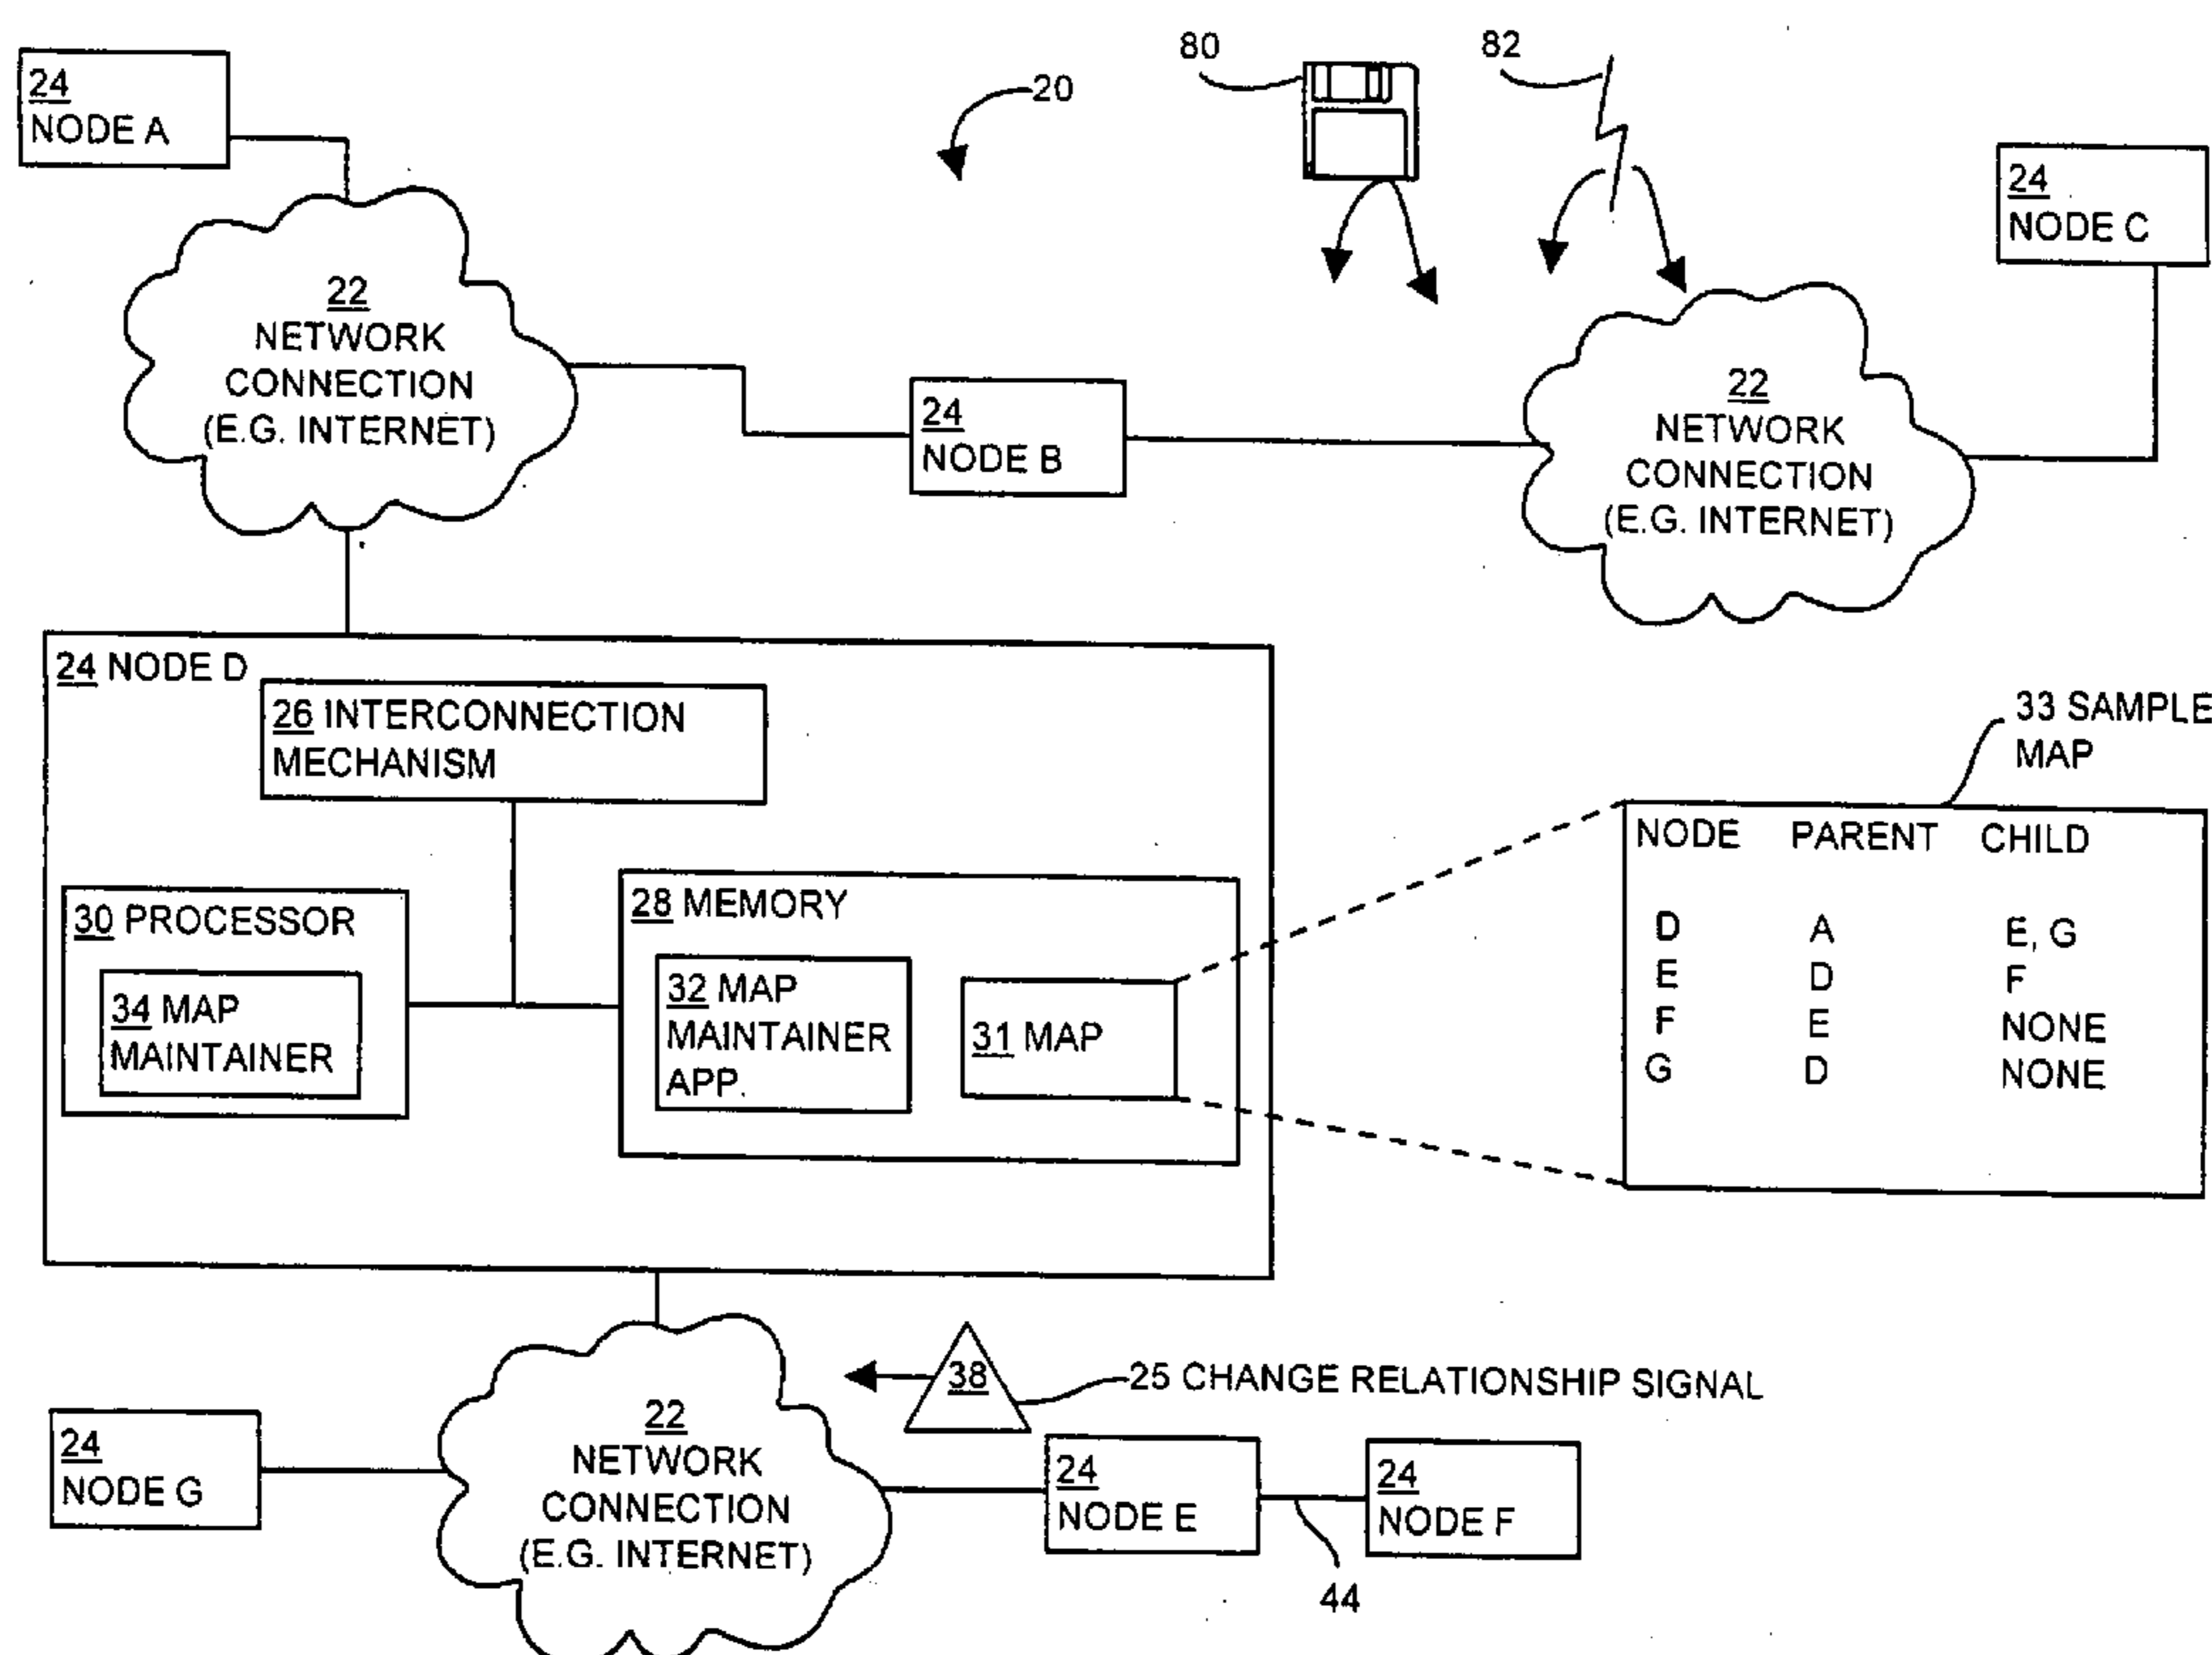 24
NODE A
20
80
82
24
NODE C
22
NETWORK
CONNECTION
(E.G. INTERNET)
24
NODE B
22
NETWORK
CONNECTION
(E.G. INTERNET)
24 NODE D
26 INTERCONNECTION
MECHANISM
30 PROCESSOR
34 MAP
MAINTAINER
28 MEMORY
32 MAP
MAINTAINER
APP.
31 MAP
33 SAMPLE
MAP
NODE PARENT CHILD
D A E, G
E D F
F E NONE
G D NONE
38
25 CHANGE RELATIONSHIP SIGNAL
24
NODE G
22
NETWORK
CONNECTION
(E.G. INTERNET)
24
NODE E
24
NODE F
44